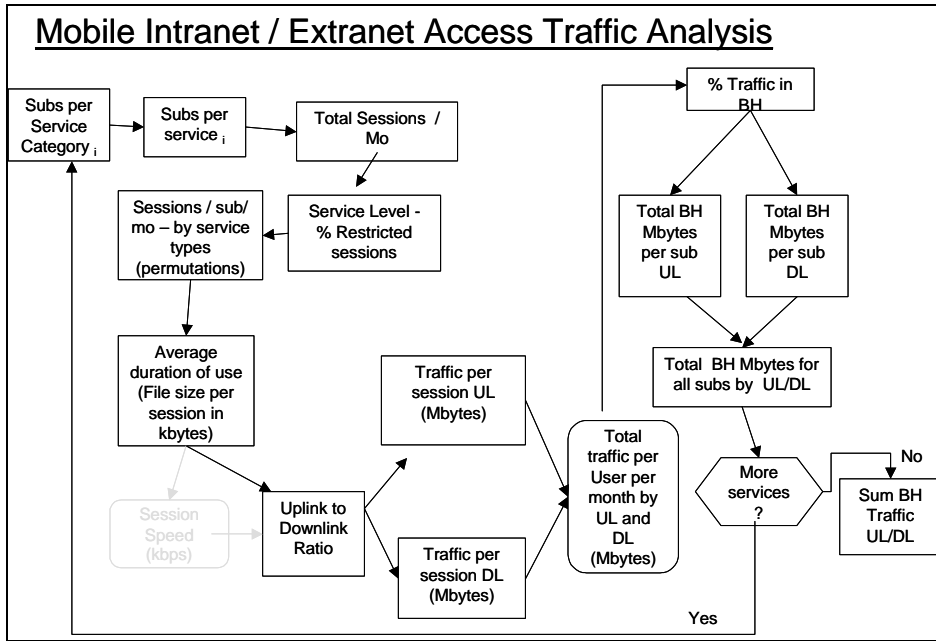 Mobile Intranet / Extranet Access Traffic Analysis
Subs per
Service
Category i
Subs per
service i
Total Sessions /
Mo
Sessions / sub/
mo – by service
types
(permutations)
Service Level -
% Restricted
sessions
Average
duration of use
(File size per
session in
kbytes)
Session
Speed
(kbps)
Uplink to
Downlink
Ratio
Traffic per
session UL
(Mbytes)
Traffic per
session DL
(Mbytes)
Total
traffic per
User per
month by
UL and
DL
(Mbytes)
% Traffic in
BH
Total BH
Mbytes
per sub
UL
Total BH
Mbytes
per sub
DL
Total BH Mbytes for
all subs by UL/DL
More
services
?
No
Sum BH
Traffic
UL/DL
Yes